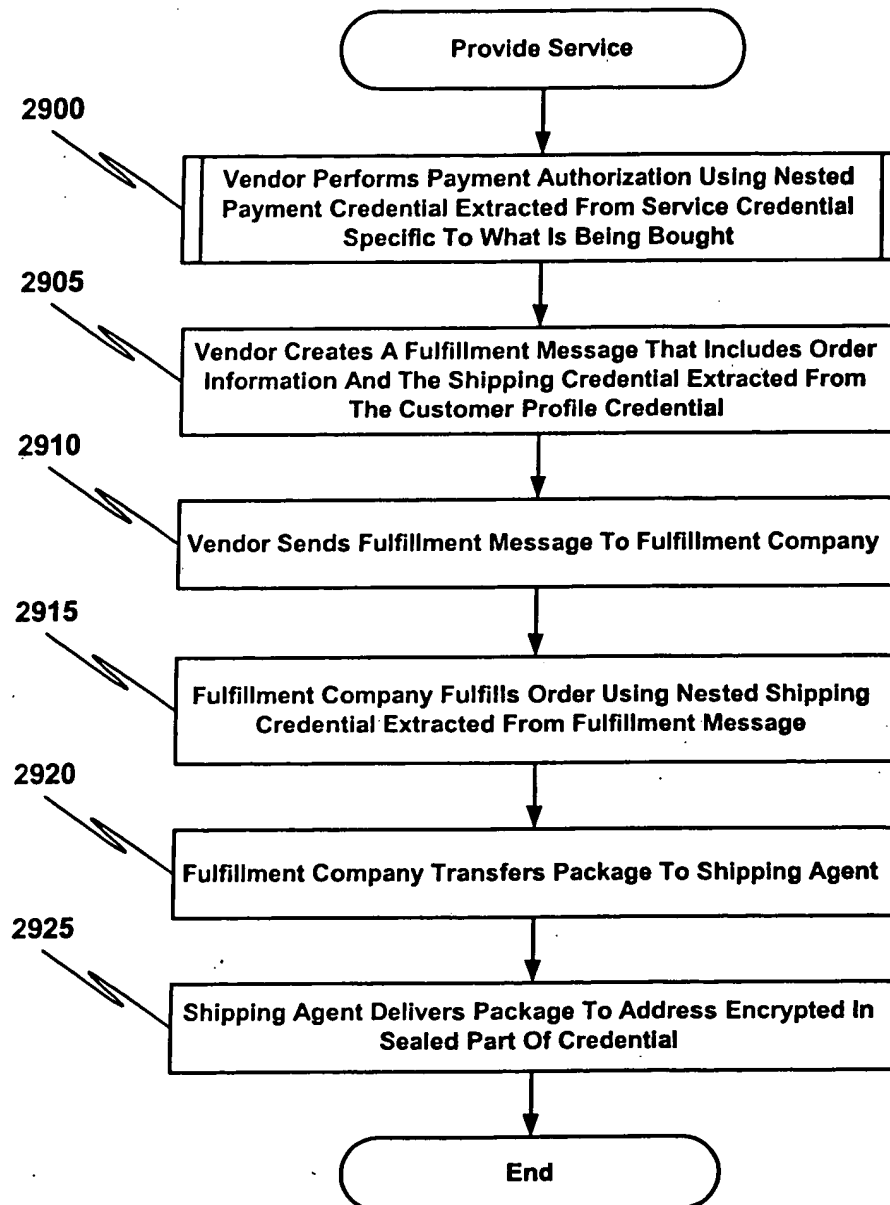 Provide Service
2900
Vendor Performs Payment Authorization Using Nested
Payment Credential Extracted From Service Credential
Specific To What Is Being Bought
2905
Vendor Creates A Fulfillment Message That Includes Order
Information And The Shipping Credential Extracted From
The Customer Profile Credential
2910
Vendor Sends Fulfillment Message To Fulfillment Company
2915
Fulfillment Company Fulfills Order Using Nested Shipping
Credential Extracted From Fulfillment Message
2920
Fulfillment Company Transfers Package To Shipping Agent
2925
Shipping Agent Delivers Package To Address Encrypted In
Sealed Part Of Credential
End